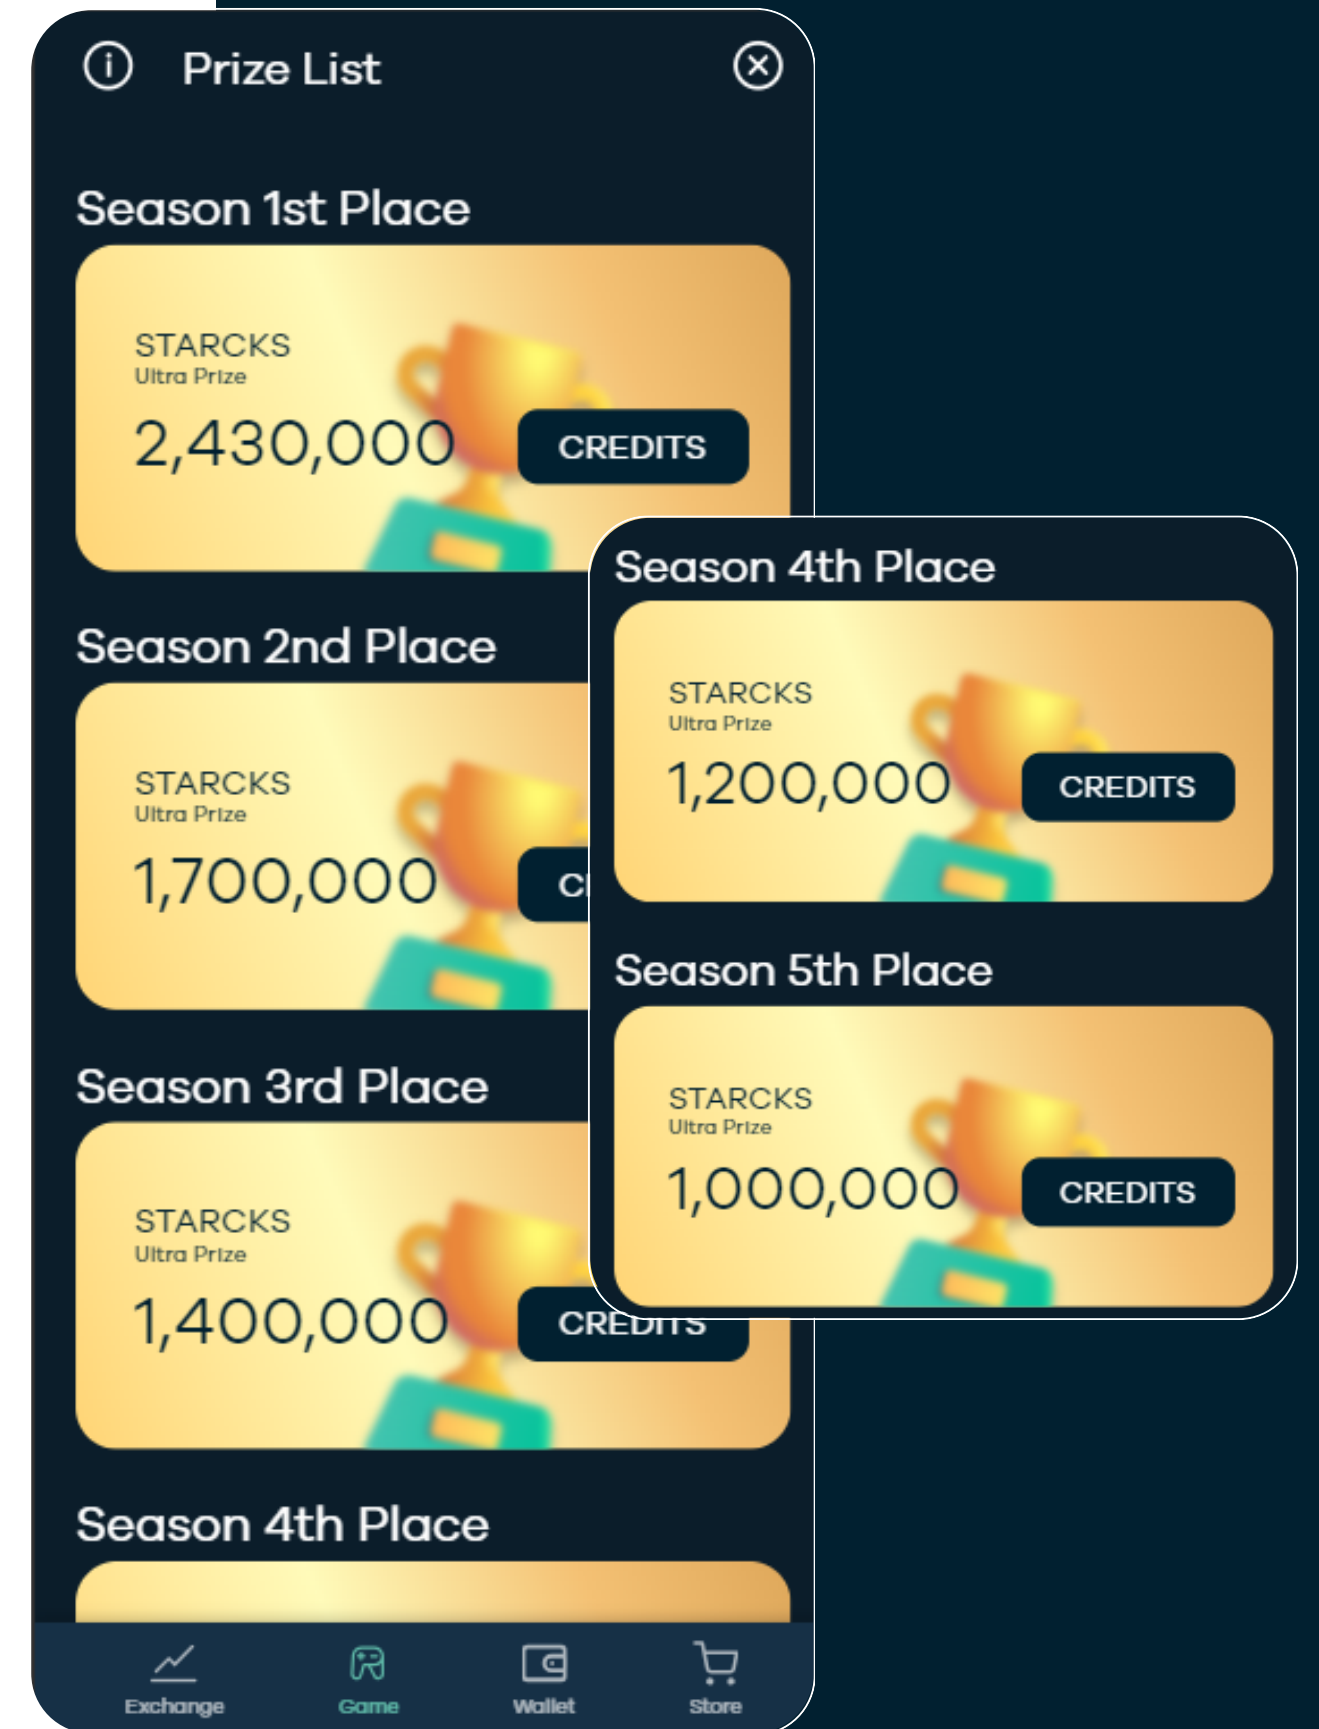 Prize List
Season 1st Place
STARCKS
Ultra Prize
2,430,000 CREDITS
Season 2nd Place
STARCKS
Ultra Prize
1,700,000
Season 3rd Place
STARCKS
Ultra Prize
1,400,000 CREDITS
Season 4th Place
Exchange Game Wallet Store
Season 4th Place
STARCKS
Ultra Prize
1,200,000 CREDITS
Season 5th Place
STARCKS
Ultra Prize
1,000,000 CREDITS